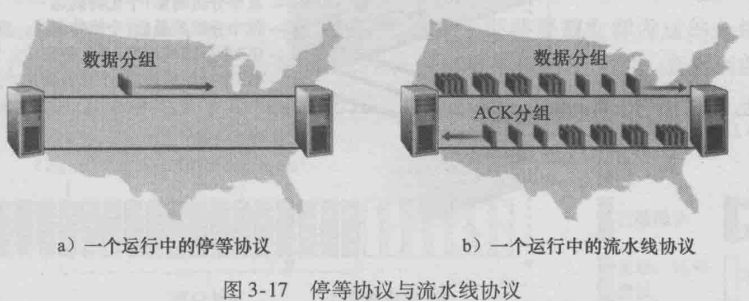 数据分组
数据分组
ACK分组
a）一个运行中的停等协议
b）一个运行中的流水线协议
图 3-17 停等协议与流水线协议